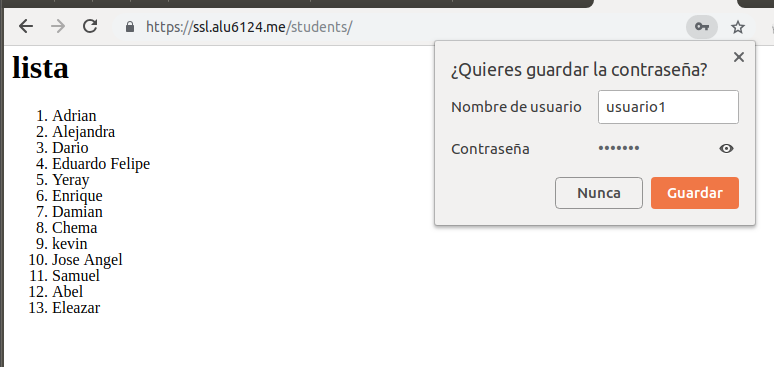 https://ssl.alu6124.me/students/
lista
1. Adrian
2. Alejandra
3. Dario
4. Eduardo Felipe
5. Yeray
6. Enrique
7. Damian
8. Chema
9. kevin
10. Jose Angel
11. Samuel
12. Abel
13. Eleazar
¿Quieres guardar la contraseña?
Nombre de usuario usuario1
Contraseña •••••••
Nunca Guardar